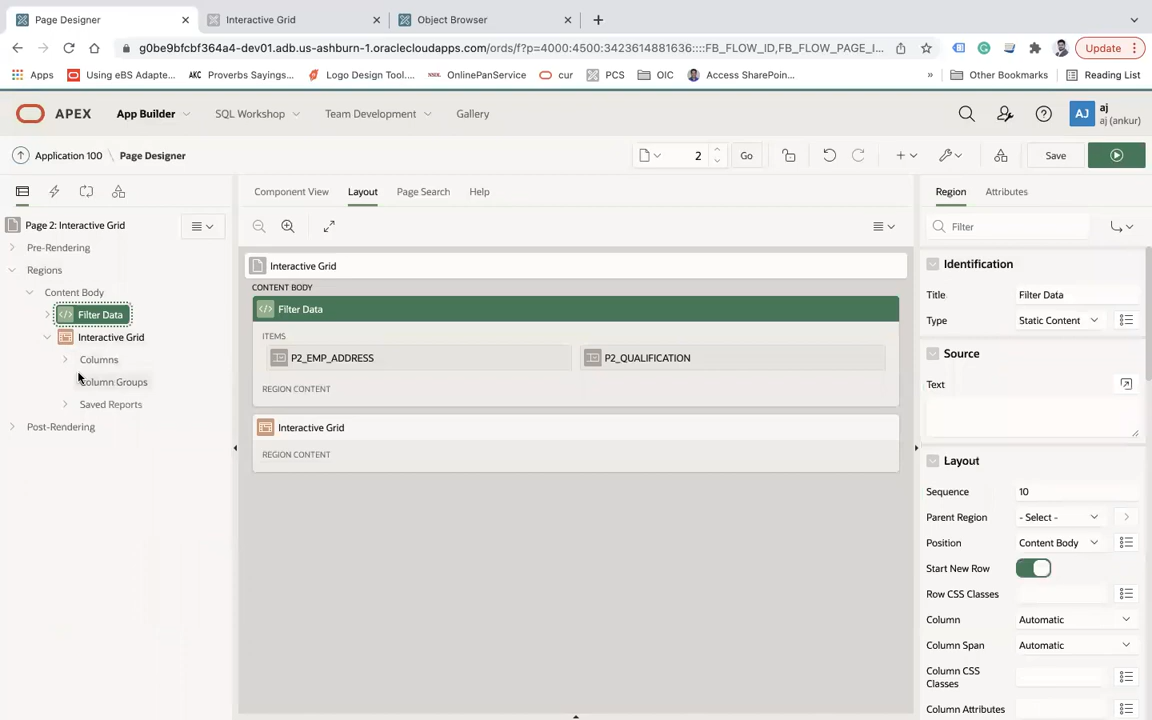 Page Designer
Interactive Grid
Object Browser
g0be9bfcbf364a4-dev01.adb.us-ashburn-1.oraclecloudapps.com/ords/f?p=4000:4500:3423614881636::::FB_FLOW_ID,FB_FLOW_PAGE_I...
Update
Apps
Using eBS Adapte...
AKC Proverbs Sayings...
Logo Design Tool....
OnlinePanService
cur
PCS
OIC
Access SharePoin...
»
Other Bookmarks
Reading List
APEX
App Builder
SQL Workshop
Team Development
Gallery
AJ
aj
aj (ankur)
Application 100 \ Page Designer
2
Go
Save
Component View
Layout
Page Search
Help
Region
Attributes
Page 2: Interactive Grid
Pre-Rendering
Regions
Content Body
Filter Data
Interactive Grid
Columns
Column Groups
Saved Reports
Post-Rendering
Interactive Grid
CONTENT BODY
Filter Data
ITEMS
P2_EMP_ADDRESS
P2_QUALIFICATION
REGION CONTENT
Interactive Grid
REGION CONTENT
Filter
Identification
Title Filter Data
Type Static Content
Source
Text
Layout
Sequence 10
Parent Region - Select -
Position Content Body
Start New Row
Row CSS Classes
Column Automatic
Column Span Automatic
Column CSS
Classes
Column Attributes